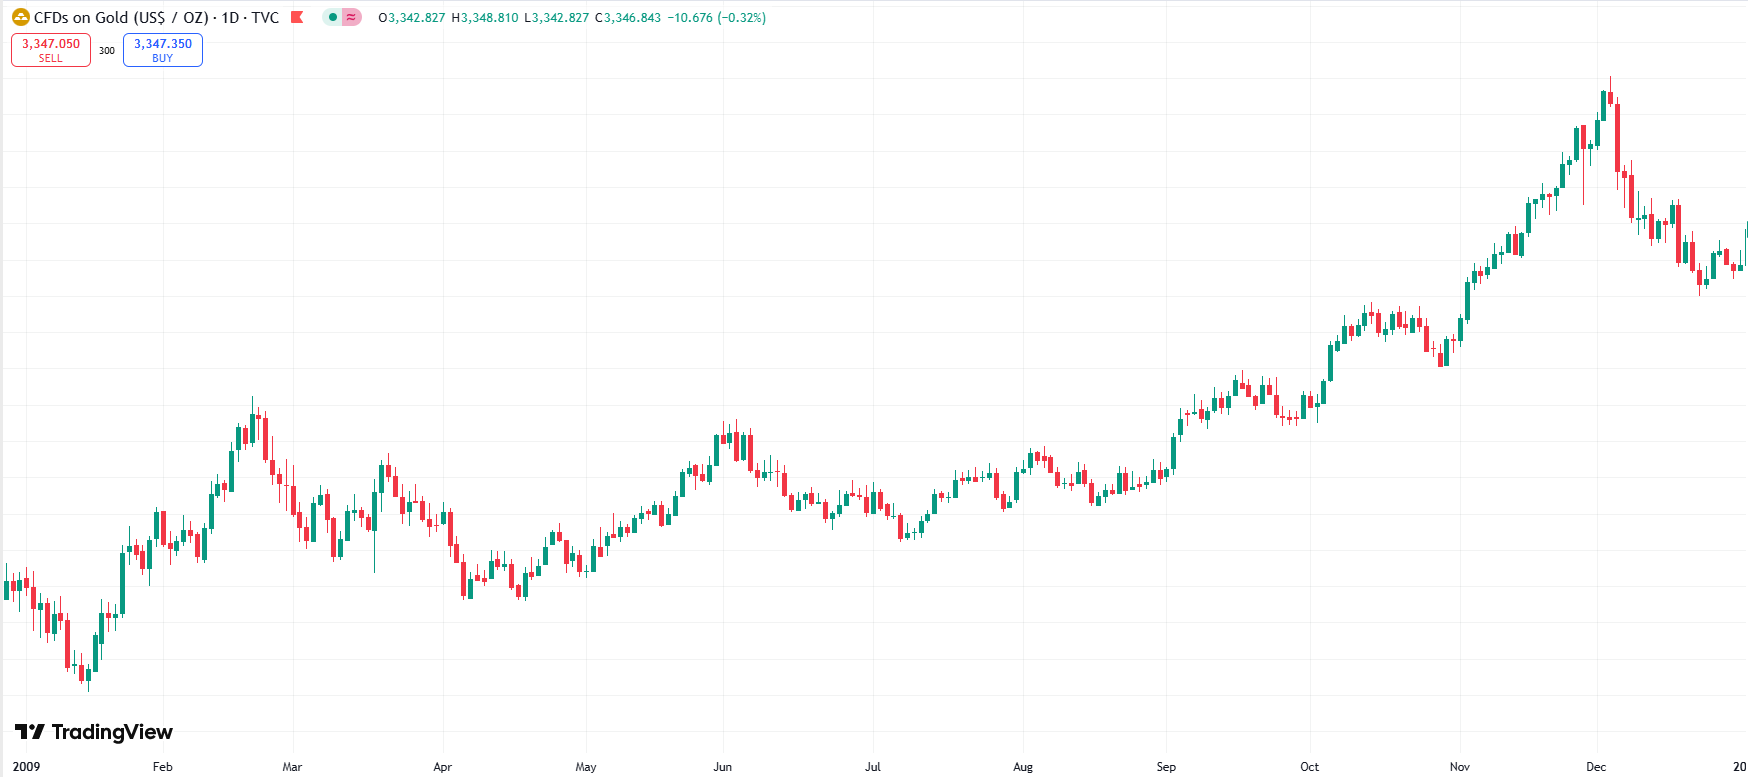 CFDs on Gold (US$ / OZ) · 1D · TVC O3,342.827 H3,348.810 L3,342.827 C3,346.843 −10.676 (−0.32%)
3,347.050 300 3,347.350
SELL BUY
TradingView
2009 Feb Mar Apr May Jun Jul Aug Sep Oct Nov Dec 20